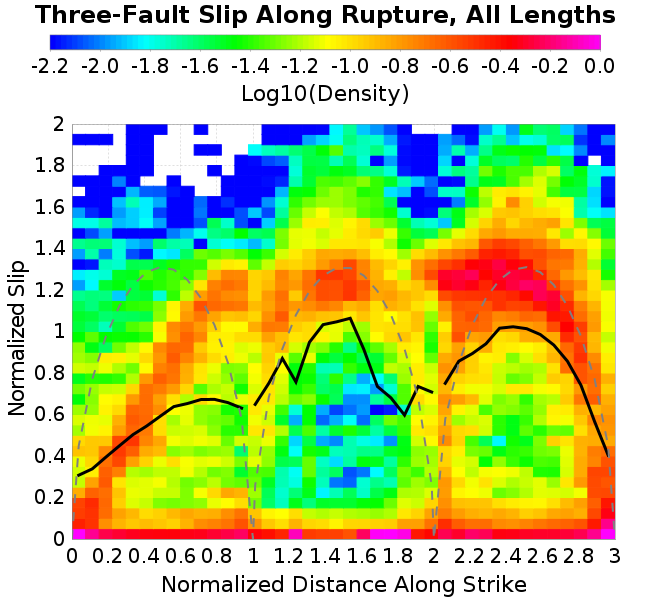 Three-Fault Slip Along Rupture, All Lengths
-2.2 -2.0 -1.8 -1.6 -1.4 -1.2 -1.0 -0.8 -0.6 -0.4 -0.2 0.0
Log10(Density)
2
1.8
1.6
1.4
1.2
1
0.8
0.6
0.4
0.2
0
Normalized Slip
0 0.2 0.4 0.6 0.8 1 1.2 1.4 1.6 1.8 2 2.2 2.4 2.6 2.8 3
Normalized Distance Along Strike